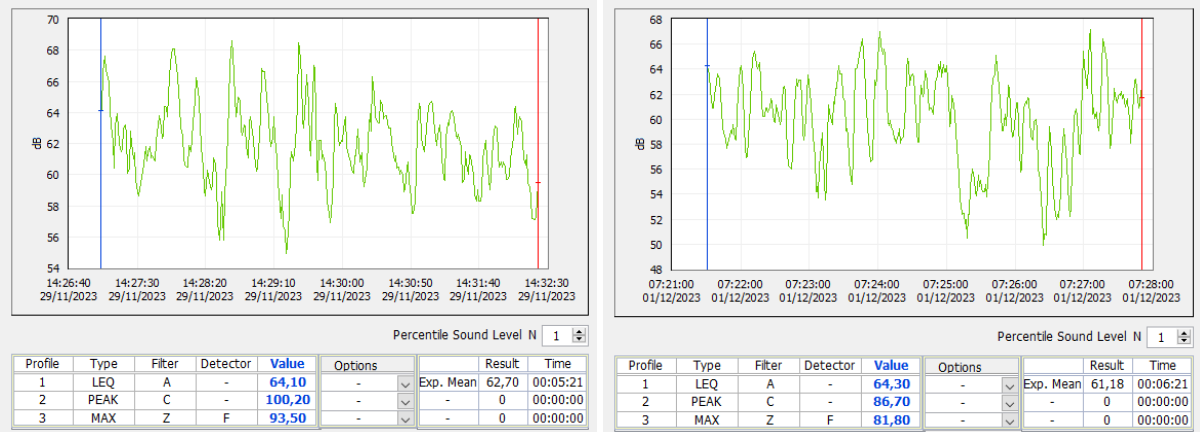 70
68
66
64
62
60
58
56
54
dB
14:26:40 14:27:30 14:28:20 14:29:10 14:30:00 14:30:50 14:31:40 14:32:30
29/11/2023 29/11/2023 29/11/2023 29/11/2023 29/11/2023 29/11/2023 29/11/2023 29/11/2023
Percentile Sound Level N 1
Profile Type Filter Detector Value Options Result Time
1 LEQ A - 64,10 - Exp. Mean 62,70 00:05:21
2 PEAK C - 100,20 - - 0 00:00:00
3 MAX Z F 93,50 - - 0 00:00:00
68
66
64
62
60
58
56
54
52
50
48
dB
07:21:00 07:22:00 07:23:00 07:24:00 07:25:00 07:26:00 07:27:00 07:28:00
01/12/2023 01/12/2023 01/12/2023 01/12/2023 01/12/2023 01/12/2023 01/12/2023 01/12/2023
Percentile Sound Level N 1
Profile Type Filter Detector Value Options Result Time
1 LEQ A - 64,30 - Exp. Mean 61,18 00:06:21
2 PEAK C - 86,70 - - 0 00:00:00
3 MAX Z F 81,80 - - 0 00:00:00